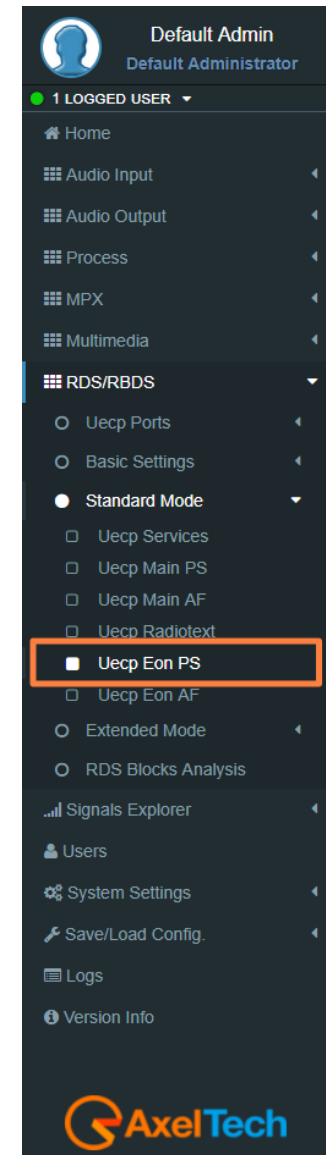 Default Admin
Default Administrator
1 LOGGED USER
Home
Audio Input
Audio Output
Process
MPX
Multimedia
RDS/RBDS
Uecp Ports
Basic Settings
Standard Mode
Uecp Services
Uecp Main PS
Uecp Main AF
Uecp Radiotext
Uecp Eon PS
Uecp Eon AF
Extended Mode
RDS Blocks Analysis
Signals Explorer
Users
System Settings
Save/Load Config.
Logs
Version Info
AxelTech